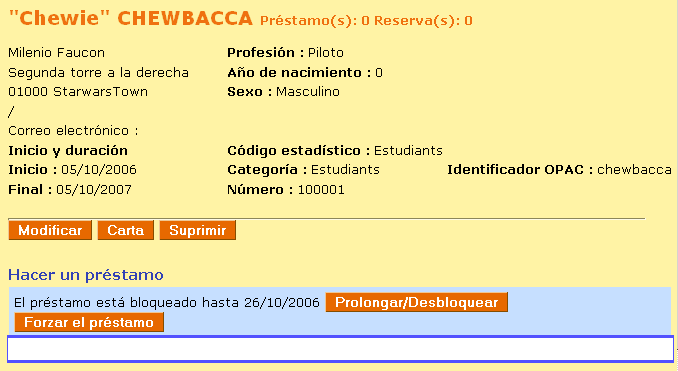 "Chewie" CHEWBACCA Préstamo(s): 0 Reserva(s): 0
Milenio Faucon Profesión : Piloto
Segunda torre a la derecha Año de nacimiento : 0
01000 StarwarsTown Sexo : Masculino
/
Correo electrónico :
Inicio y duración Código estadístico : Estudiants
Inicio : 05/10/2006 Categoría : Estudiants Identificador OPAC : chewbacca
Final : 05/10/2007 Número : 100001
Modificar Carta Suprimir
Hacer un préstamo
El préstamo está bloqueado hasta 26/10/2006 Prolongar/Desbloquear
Forzar el préstamo